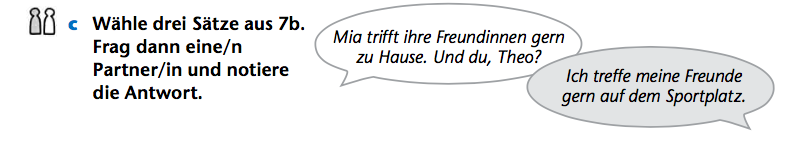 c Wähle drei Sätze aus 7b.
Frag dann eine/n
Partner/in und notiere
die Antwort.
Mia trifft ihre Freundinnen gern
zu Hause. Und du, Theo?
Ich treffe meine Freunde
gern auf dem Sportplatz.